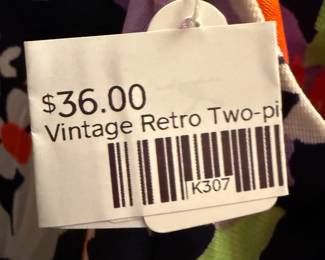 $36.00
Vintage Retro Two-pi
K307